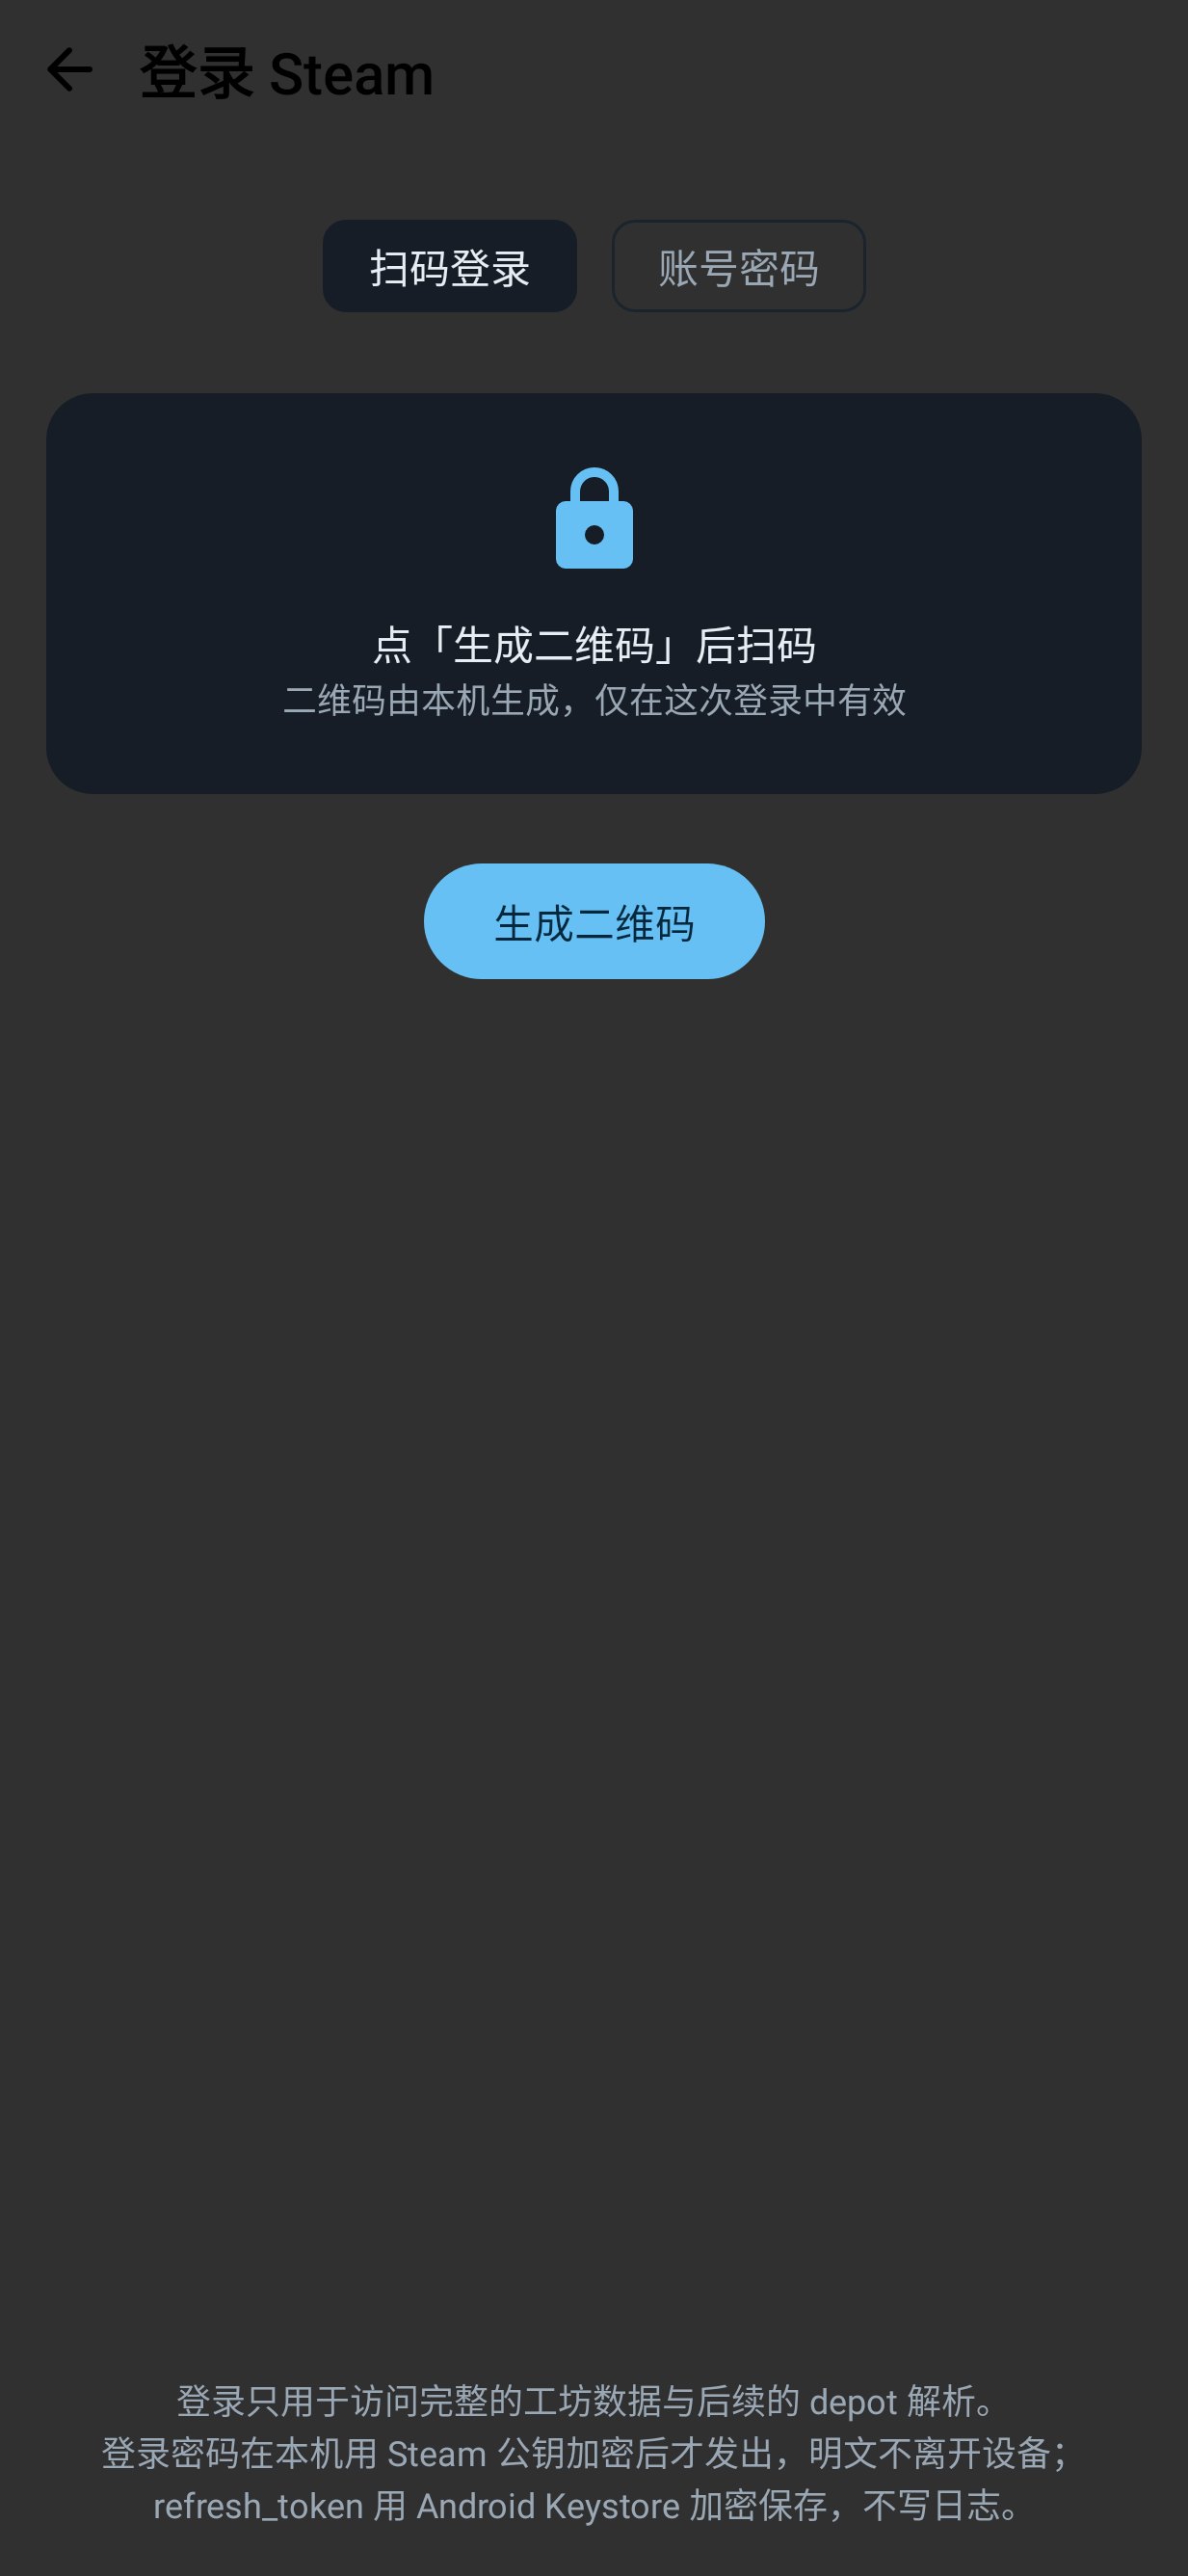 登录 Steam
扫码登录
账号密码
点「生成二维码」后扫码
二维码由本机生成，仅在这次登录中有效
生成二维码
登录只用于访问完整的工坊数据与后续的 depot 解析。
登录密码在本机用 Steam 公钥加密后才发出，明文不离开设备；
refresh_token 用 Android Keystore 加密保存，不写日志。